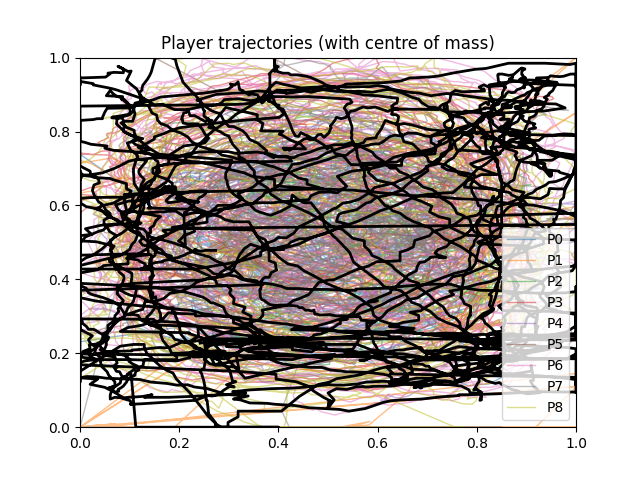 Player trajectories (with centre of mass)
1.0
0.8
0.6
0.4
0.2
0.0
0.0 0.2 0.4 0.6 0.8 1.0
P0
P1
P2
P3
P4
P5
P6
P7
P8